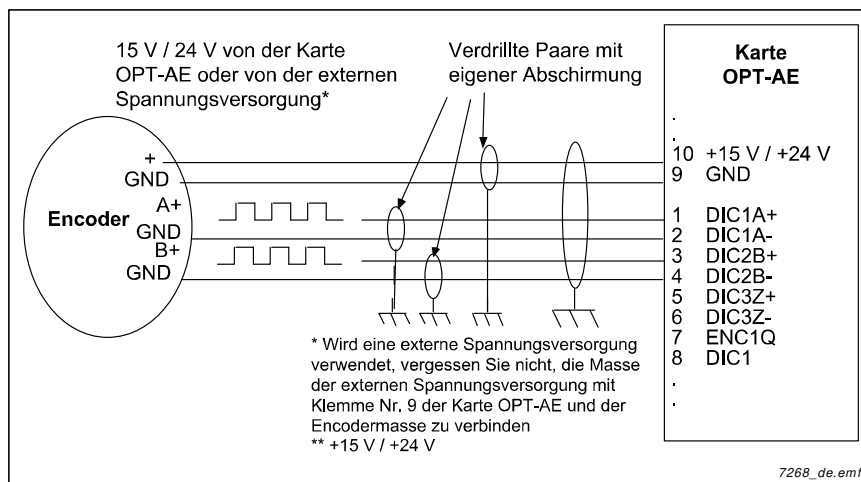 15 V / 24 V von der Karte
OPT-AE oder von der externen
Spannungsversorgung*
Verdrillte Paare mit
eigener Abschirmung
Karte
OPT-AE
.
.
10 +15 V / +24 V
9 GND
1 DIC1A+
2 DIC1A-
3 DIC2B+
4 DIC2B-
5 DIC3Z+
6 DIC3Z-
7 ENC1Q
8 DIC1
.
.
Encoder
+
GND
A+
GND
B+
GND
* Wird eine externe Spannungsversorgung
verwendet, vergessen Sie nicht, die Masse
der externen Spannungsversorgung mit
Klemme Nr. 9 der Karte OPT-AE und der
Encodermasse zu verbinden
** +15 V / +24 V
7268_de.emf